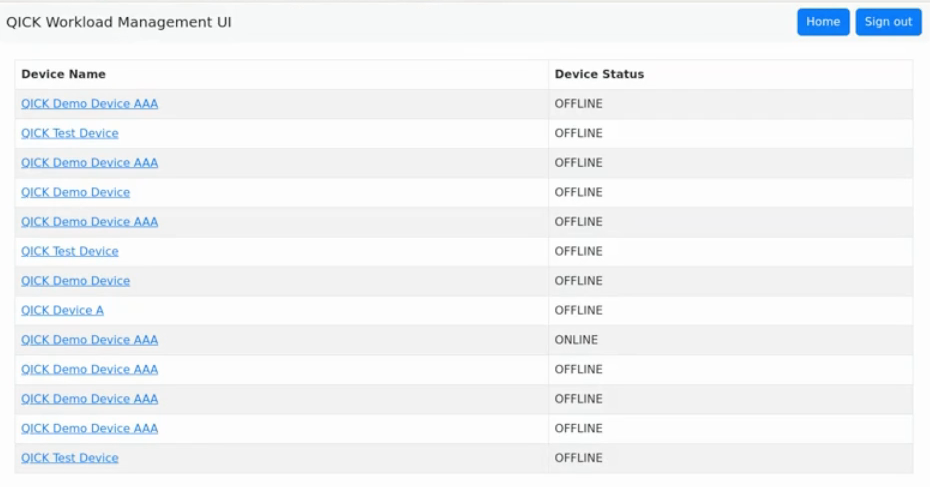 QICK Workload Management UI Home Sign out
Device Name Device Status
QICK Demo Device AAA OFFLINE
QICK Test Device OFFLINE
QICK Demo Device AAA OFFLINE
QICK Demo Device OFFLINE
QICK Demo Device AAA OFFLINE
QICK Test Device OFFLINE
QICK Demo Device OFFLINE
QICK Device A OFFLINE
QICK Demo Device AAA ONLINE
QICK Demo Device AAA OFFLINE
QICK Demo Device AAA OFFLINE
QICK Demo Device AAA OFFLINE
QICK Test Device OFFLINE